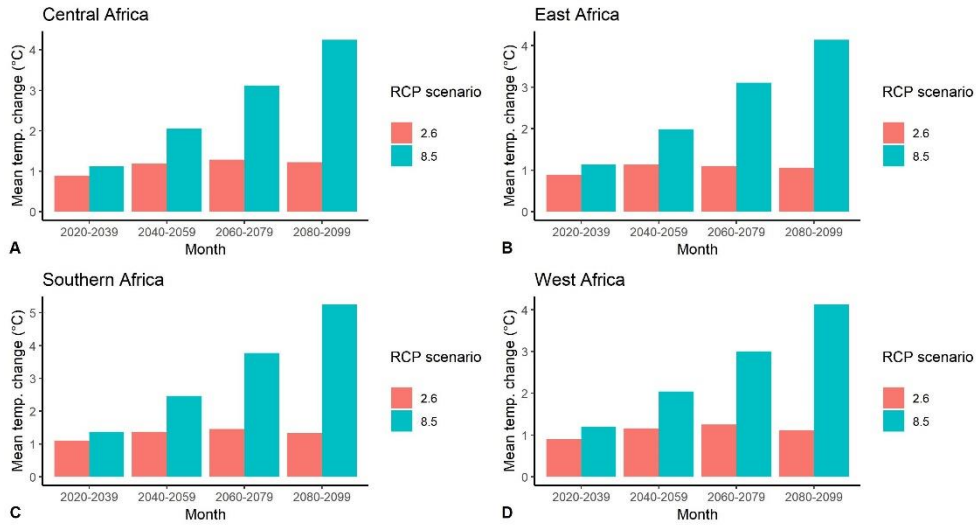 Central Africa
Mean temp. change (°C)
4
3
2
1
0
2020-2039 2040-2059 2060-2079 2080-2099
Month
A
RCP scenario
2.6
8.5
East Africa
Mean temp. change (°C)
4
3
2
1
0
2020-2039 2040-2059 2060-2079 2080-2099
Month
B
RCP scenario
2.6
8.5
Southern Africa
Mean temp. change (°C)
5
4
3
2
1
0
2020-2039 2040-2059 2060-2079 2080-2099
Month
C
RCP scenario
2.6
8.5
West Africa
Mean temp. change (°C)
4
3
2
1
0
2020-2039 2040-2059 2060-2079 2080-2099
Month
D
RCP scenario
2.6
8.5